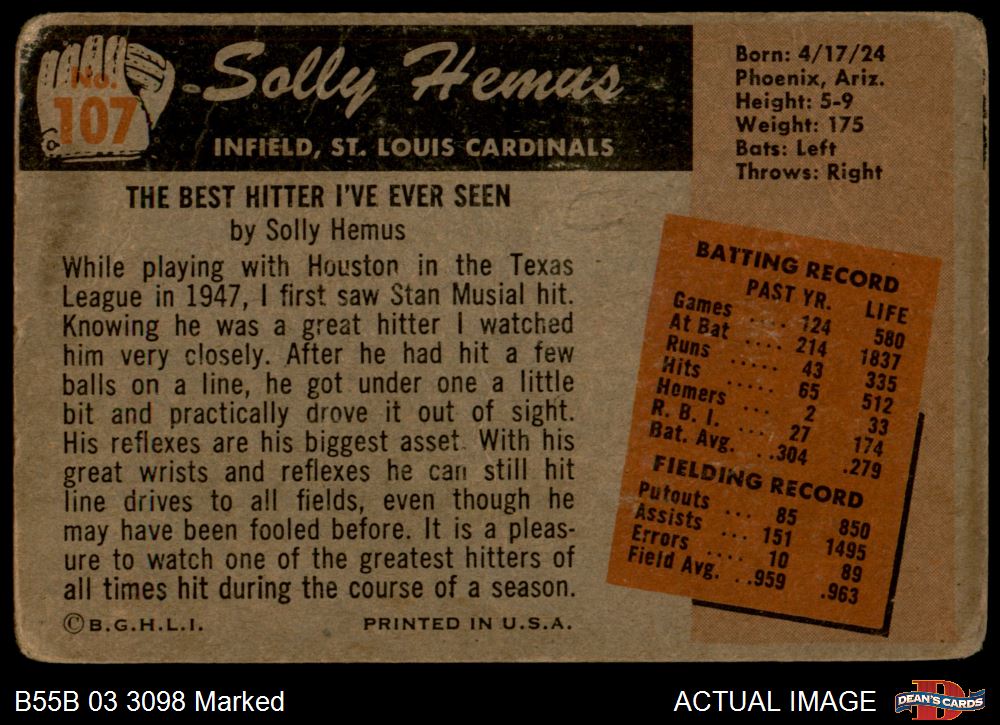 No.
107
Solly Hemus
INFIELD, ST. LOUIS CARDINALS
Born: 4/17/24
Phoenix, Ariz.
Height: 5-9
Weight: 175
Bats: Left
Throws: Right
THE BEST HITTER I'VE EVER SEEN
by Solly Hemus
While playing with Houston in the Texas
League in 1947, I first saw Stan Musial hit.
Knowing he was a great hitter I watched
him very closely. After he had hit a few
balls on a line, he got under one a little
bit and practically drove it out of sight.
His reflexes are his biggest asset. With his
great wrists and reflexes he can still hit
line drives to all fields, even though he
may have been fooled before. It is a pleas-
ure to watch one of the greatest hitters of
all times hit during the course of a season.
©B.G.H.L.I. PRINTED IN U.S.A.
BATTING RECORD
PAST YR. LIFE
Games .... 124 580
At Bat .... 214 1837
Runs ..... 43 335
Hits ..... 65 512
Homers ... 2 33
R. B. I. .... 27 174
Bat. Avg. ..304 .279
FIELDING RECORD
Putouts ... 85 850
Assists ... 151 1495
Errors .... 10 89
Field Avg. ..959 .963
B55B 03 3098 Marked
ACTUAL IMAGE
D
DEAN'S CARDS